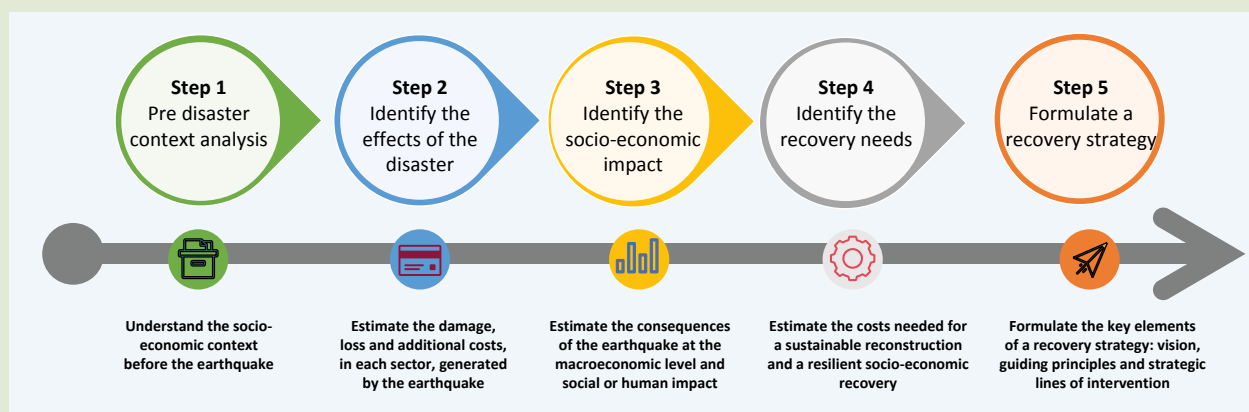 Step 1
Pre disaster
context analysis
Step 2
Identify the
effects of the
disaster
Step 3
Identify the
socio-economic
impact
Step 4
Identify the
recovery needs
Step 5
Formulate a
recovery strategy
Understand the socio-
economic context
before the earthquake
Estimate the damage,
loss and additional costs,
in each sector, generated
by the earthquake
Estimate the consequences
of the earthquake at the
macroeconomic level and
social or human impact
Estimate the costs needed for
a sustainable reconstruction
and a resilient socio-economic
recovery
Formulate the key elements
of a recovery strategy: vision,
guiding principles and strategic
lines of intervention